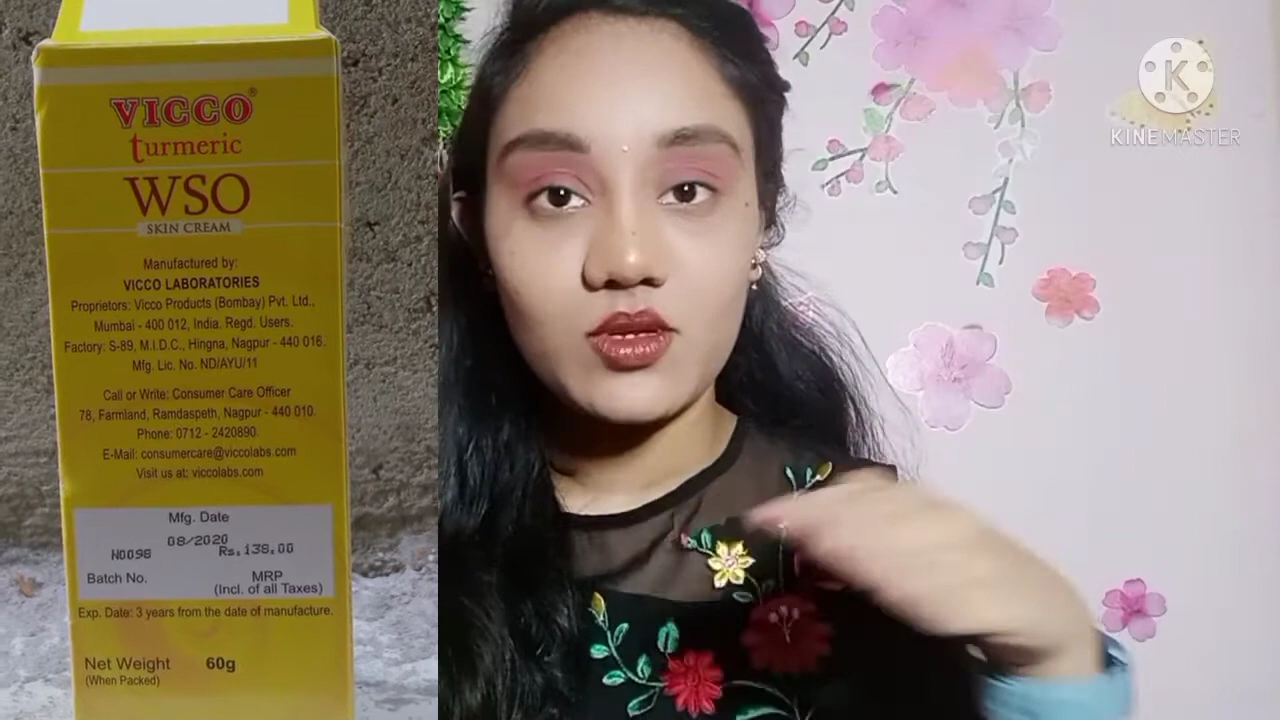 VICCO®
turmeric
WSO
SKIN CREAM
Manufactured by:
VICCO LABORATORIES
Proprietors: Vicco Products (Bombay) Pvt. Ltd.,
Mumbai - 400 012, India. Regd. Users.
Factory: S-89, M.I.D.C., Hingna, Nagpur - 440 016.
Mfg. Lic. No. ND/AYU/11
Call or Write: Consumer Care Officer
78, Farmland, Ramdaspeth, Nagpur - 440 010.
Phone: 0712 - 2420890.
E-Mail: consumercare@viccolabs.com
Visit us at: viccolabs.com
Mfg. Date
08/2020
N0098 Rs.138.00
Batch No. MRP
(Incl. of all Taxes)
Exp. Date: 3 years from the date of manufacture.
Net Weight 60g
(When Packed)
K
KINEMASTER